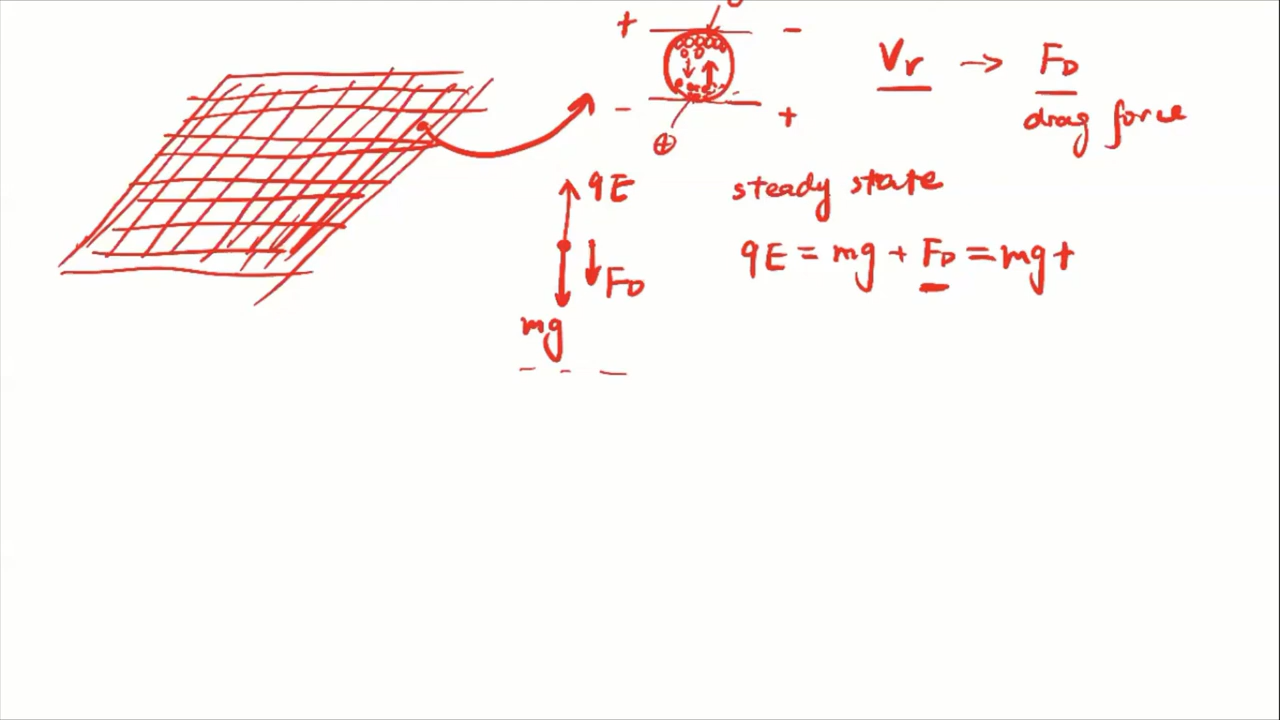 + -
- +
⊕
Vr → FD
drag force
qE
FD
mg
steady state
qE = mg + FD = mg +